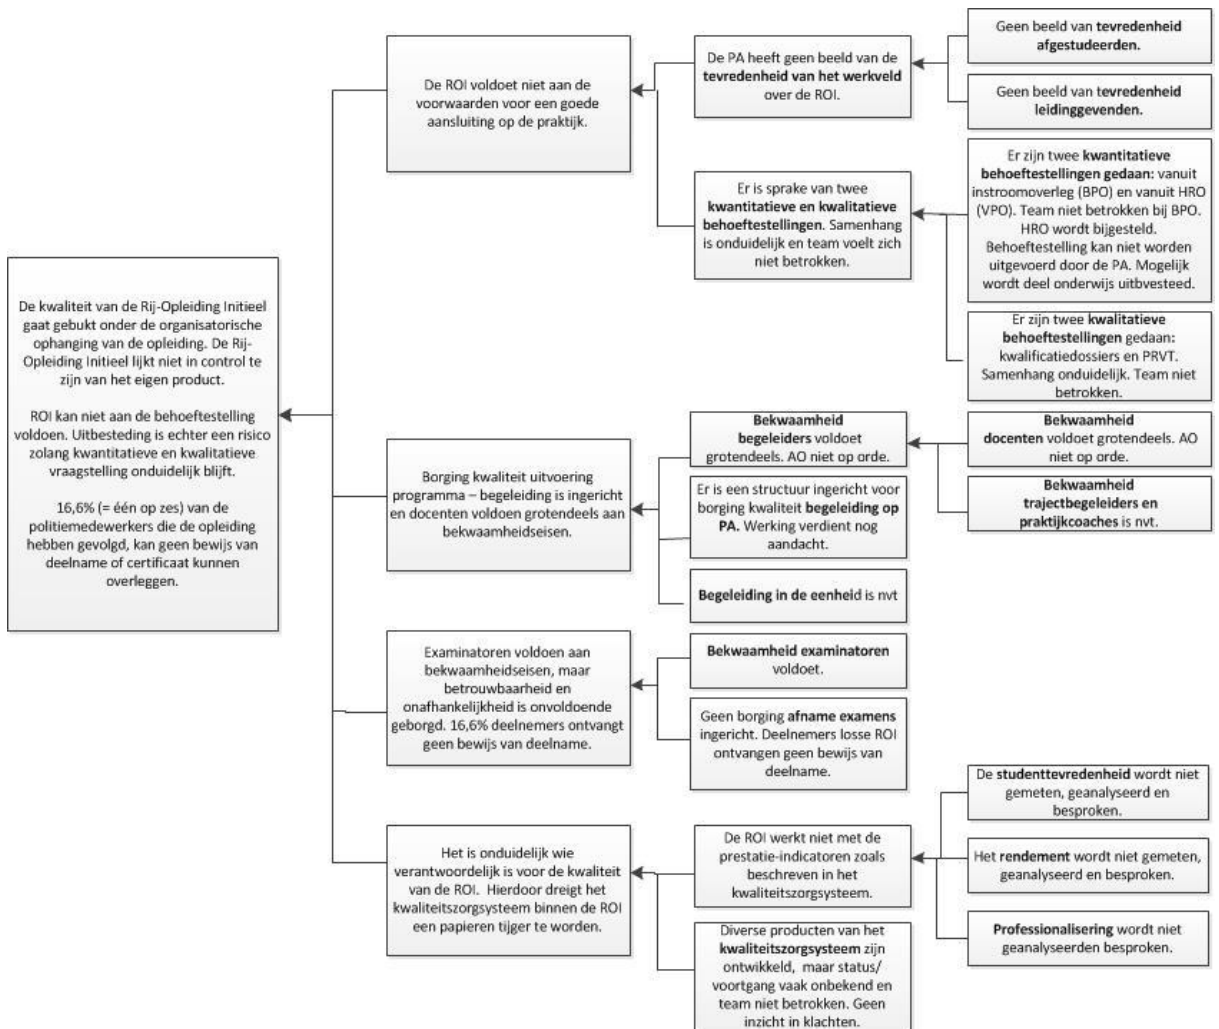 De kwaliteit van de Rij-Opleiding Initieel
gaat gebukt onder de organisatorische
ophanging van de opleiding. De Rij-
Opleiding Initieel lijkt niet in control te
zijn van het eigen product.
ROI kan niet aan de behoeftestelling
voldoen. Uitbesteding is echter een risico
zolang kwantitatieve en kwalitatieve
vraagstelling onduidelijk blijft.
16,6% (= één op zes) van de
politiemedewerkers die de opleiding
hebben gevolgd, kan geen bewijs van
deelname of certificaat kunnen
overleggen.
De ROI voldoet niet aan de
voorwaarden voor een goede
aansluiting op de praktijk.
De PA heeft geen beeld van de
tevredenheid van het werkveld
over de ROI.
Geen beeld van tevredenheid
afgestudeerden.
Geen beeld van tevredenheid
leidinggevenden.
Er is sprake van twee
kwantitatieve en kwalitatieve
behoeftestellingen. Samenhang
is onduidelijk en team voelt zich
niet betrokken.
Er zijn twee kwantitatieve
behoeftestellingen gedaan: vanuit
instroomoverleg (BPO) en vanuit HRO
(VPO). Team niet betrokken bij BPO.
HRO wordt bijgesteld.
Behoeftestelling kan niet worden
uitgevoerd door de PA. Mogelijk
wordt deel onderwijs uitbvesteed.
Er zijn twee kwalitatieve
behoeftestellingen gedaan:
kwalificatiedossiers en PRVT.
Samenhang onduidelijk. Team niet
betrokken.
Borging kwaliteit uitvoering
programma – begeleiding is ingericht
en docenten voldoen grotendeels aan
bekwaamheidseisen.
Bekwaamheid
begeleiders voldoet
grotendeels. AO niet op orde.
Bekwaamheid
docenten voldoet grotendeels. AO
niet op orde.
Bekwaamheid
trajectbegeleiders en
praktijkcoaches is nvt.
Er is een structuur ingericht voor
borging kwaliteit begeleiding op
PA. Werking verdient nog
aandacht.
Begeleiding in de eenheid is nvt
Examinatoren voldoen aan
bekwaamheidseisen, maar
betrouwbaarheid en
onafhankelijkheid is onvoldoende
geborgd. 16,6% deelnemers ontvangt
geen bewijs van deelname.
Bekwaamheid examinatoren
voldoet.
Geen borging afname examens
ingericht. Deelnemers losse ROI
ontvangen geen bewijs van
deelname.
Het is onduidelijk wie
verantwoordelijk is voor de kwaliteit
van de ROI. Hierdoor dreigt het
kwaliteitszorgsysteem binnen de ROI
een papieren tijger te worden.
De ROI werkt niet met de
prestatie-indicatoren zoals
beschreven in het
kwaliteitszorgsysteem.
De studenttevredenheid wordt niet
gemeten, geanalyseerd en
besproken.
Het rendement wordt niet gemeten,
geanalyseerd en besproken.
Professionalisering wordt niet
geanalyseerden besproken.
Diverse producten van het
kwaliteitszorgsysteem zijn
ontwikkeld, maar status/
voortgang vaak onbekend en
team niet betrokken. Geen
inzicht in klachten.